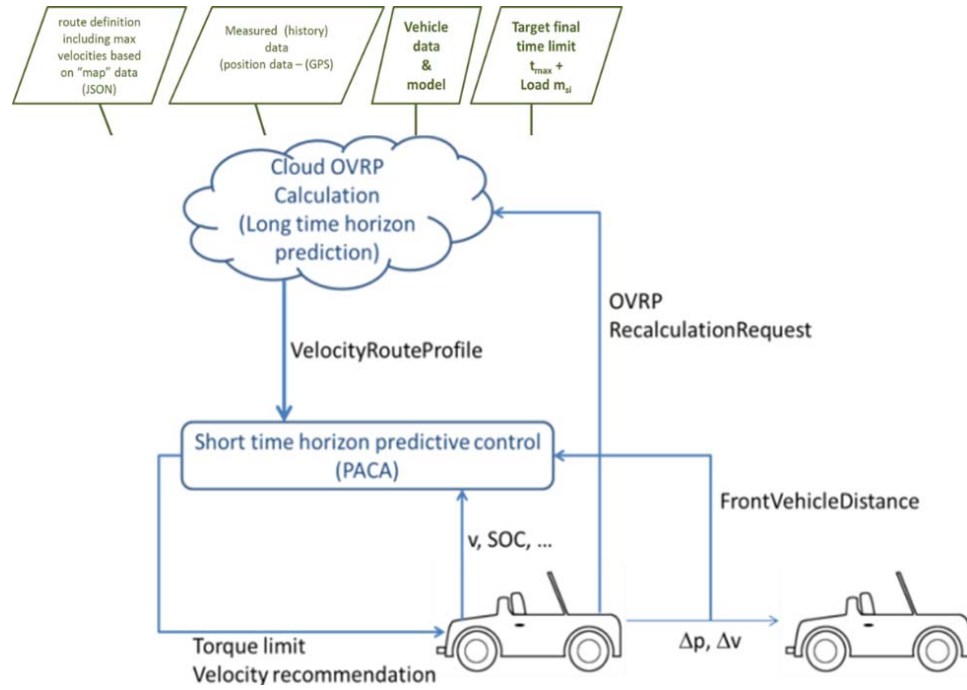 route definition
including max
velocities based
on “map” data
(JSON)
Measured (history)
data
(position data – (GPS)
Vehicle
data
&
model
Target final
time limit
tmax +
Load msi
Cloud OVRP
Calculation
(Long time horizon
prediction)
OVRP
RecalculationRequest
VelocityRouteProfile
Short time horizon predictive control
(PACA)
FrontVehicleDistance
v, SOC, ...
Δp, Δv
Torque limit
Velocity recommendation